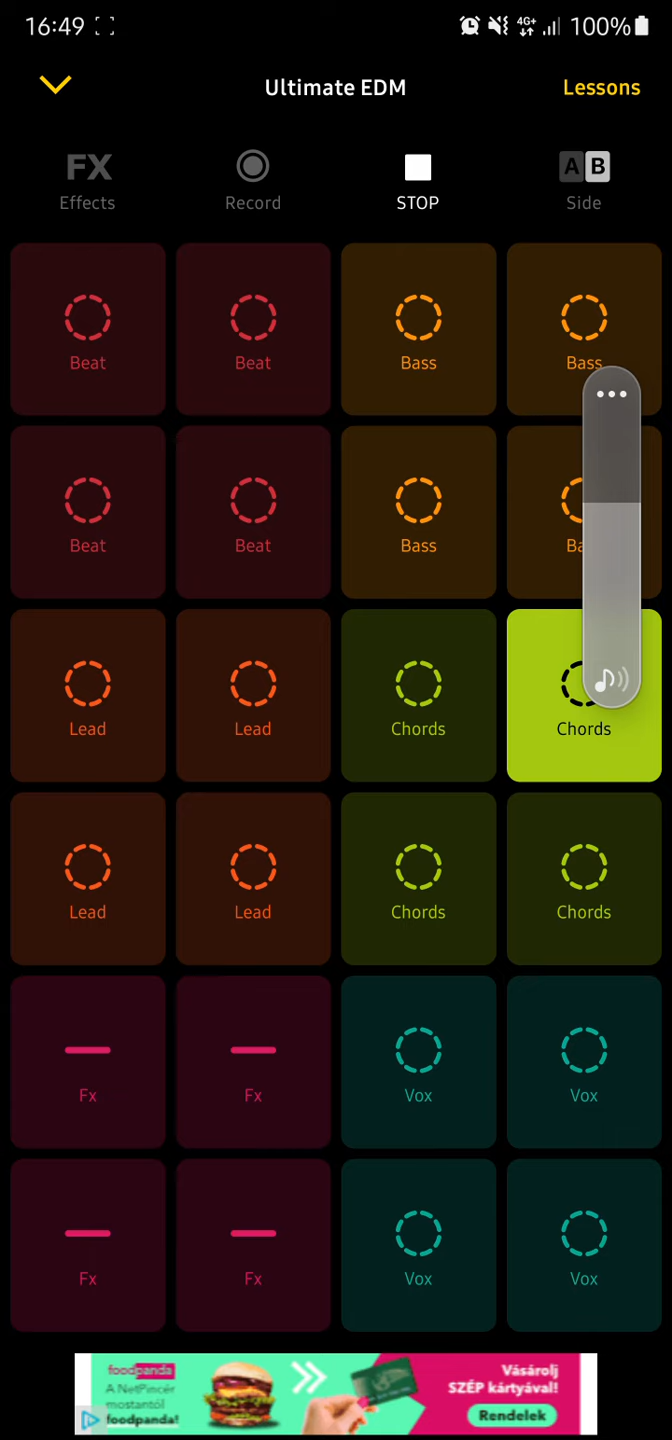 16:49
4G+
100%
Ultimate EDM
Lessons
FX
Effects
Record
STOP
A B
Side
Beat
Beat
Bass
Bass
Beat
Beat
Bass
Ba
Lead
Lead
Chords
Chords
Lead
Lead
Chords
Chords
Fx
Fx
Vox
Vox
Fx
Fx
Vox
Vox
foodpanda
A NetPincér
mostantól
foodpanda!
Vásárolj
SZÉP kártyával!
Rendelek